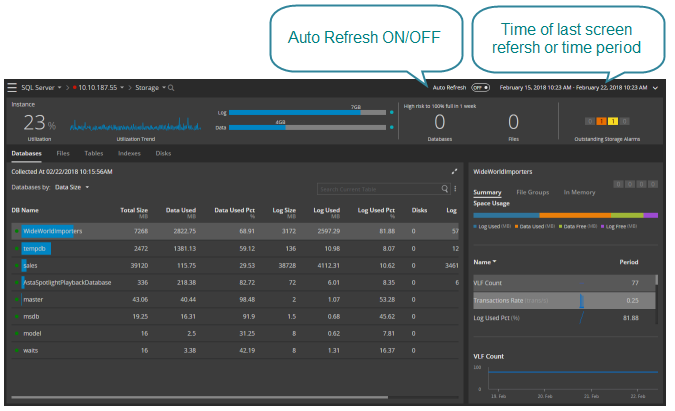 Auto Refresh ON/OFF
Time of last screen
refersh or time period
SQL Server > 10.10.187.55 > Storage
Auto Refresh OFF February 15, 2018 10:23 AM - February 22, 2018 10:23 AM
Instance
23%
Utilization
Utilization Trend
Log 7GB
Data 4GB
High risk to 100% full in 1 week
0 0
Databases Files
0 1 1 0
Outstanding Storage Alarms
Databases Files Tables Indexes Disks
Collected At 02/22/2018 10:15:56AM
Databases by: Data Size
Search Current Table
DB Name Total Size MB Data Used MB Data Used Pct % Log Size MB Log Used MB Log Used Pct % Disks Log
WideWorldImporters 7268 2822.75 68.91 3172 2597.29 81.88 0 57
tempdb 2472 1381.13 59.12 136 10.98 8.07 0 12
sales 39120 115.75 29.53 38728 4112.31 10.62 0 3461
AstaSpotlightPlaybackDatabase 336 218.38 82.72 72 6.01 8.35 0 6
master 43.06 40.44 98.48 2 1.07 53.28 0
msdb 19.25 16.31 91.9 1.5 0.68 45.62 0
model 16 2.5 31.25 8 0.62 7.81 0
waits 16 3.38 42.19 8 1.31 16.37 0
WideWorldImporters
0 0 0 0
Summary File Groups In Memory
Space Usage
Log Used (MB) Data Used (MB) Data Free (MB) Log Free (MB)
Name Period
VLF Count 77
Transactions Rate 0.25
Log Used Pct (%) 81.88
VLF Count
100
0
19. Feb 20. Feb 21. Feb 22. Feb